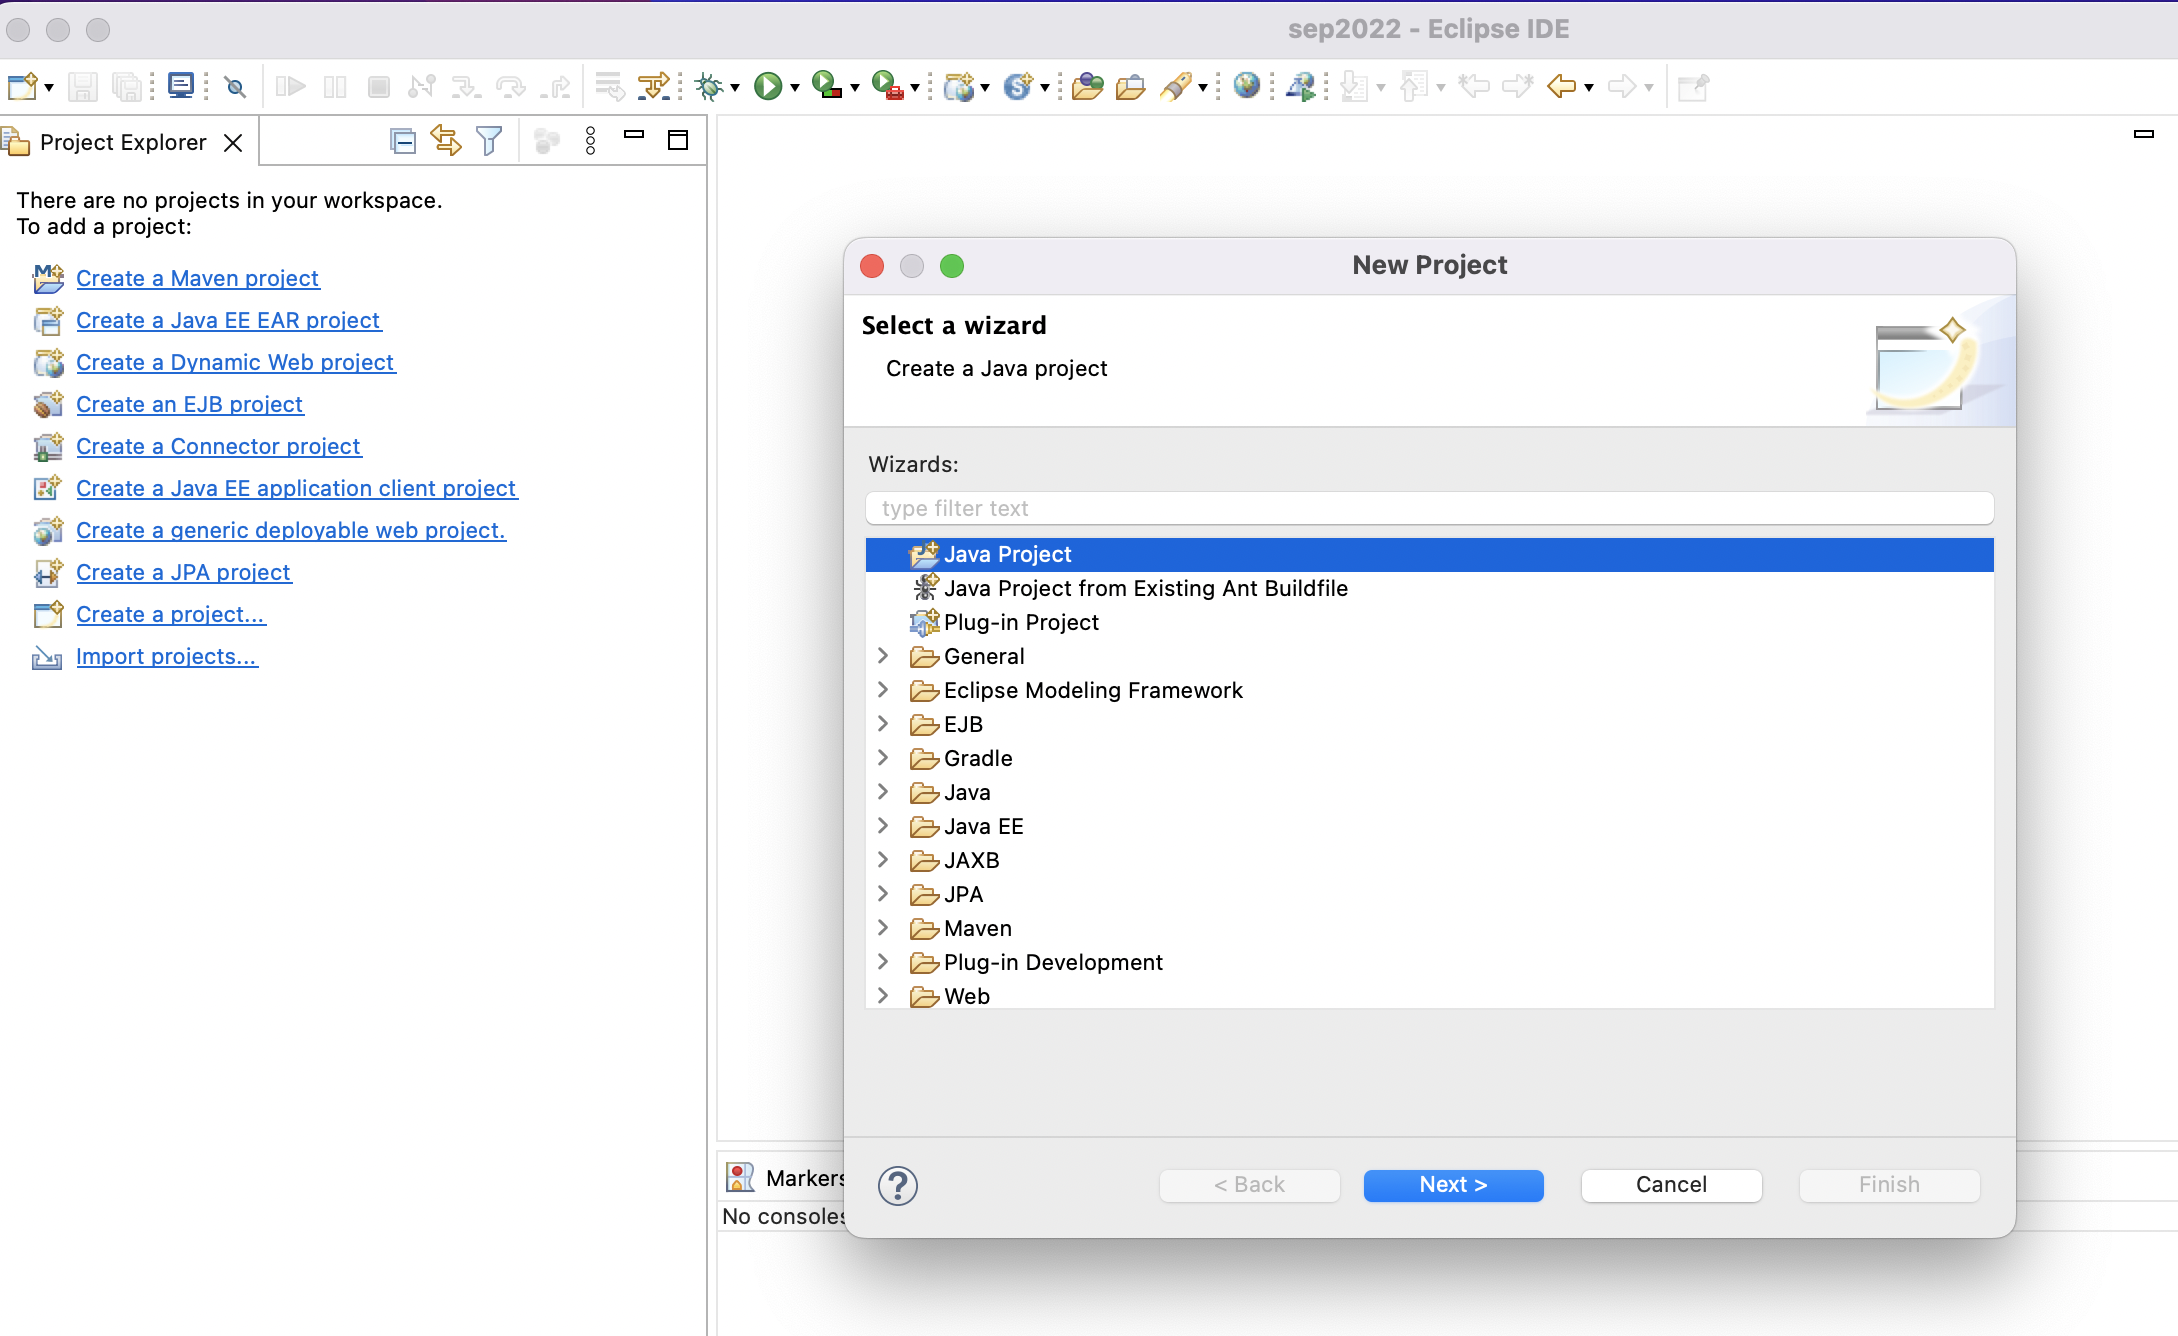 sep2022 - Eclipse IDE
Project Explorer
There are no projects in your workspace.
To add a project:
Create a Maven project
Create a Java EE EAR project
Create a Dynamic Web project
Create an EJB project
Create a Connector project
Create a Java EE application client project
Create a generic deployable web project.
Create a JPA project
Create a project...
Import projects...
New Project
Select a wizard
Create a Java project
Wizards:
type filter text
Java Project
Java Project from Existing Ant Buildfile
Plug-in Project
General
Eclipse Modeling Framework
EJB
Gradle
Java
Java EE
JAXB
JPA
Maven
Plug-in Development
Web
< Back
Next >
Cancel
Finish
Markers
No consoles